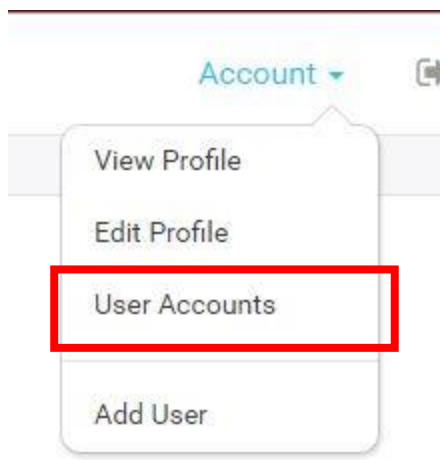 Account
View Profile
Edit Profile
User Accounts
Add User